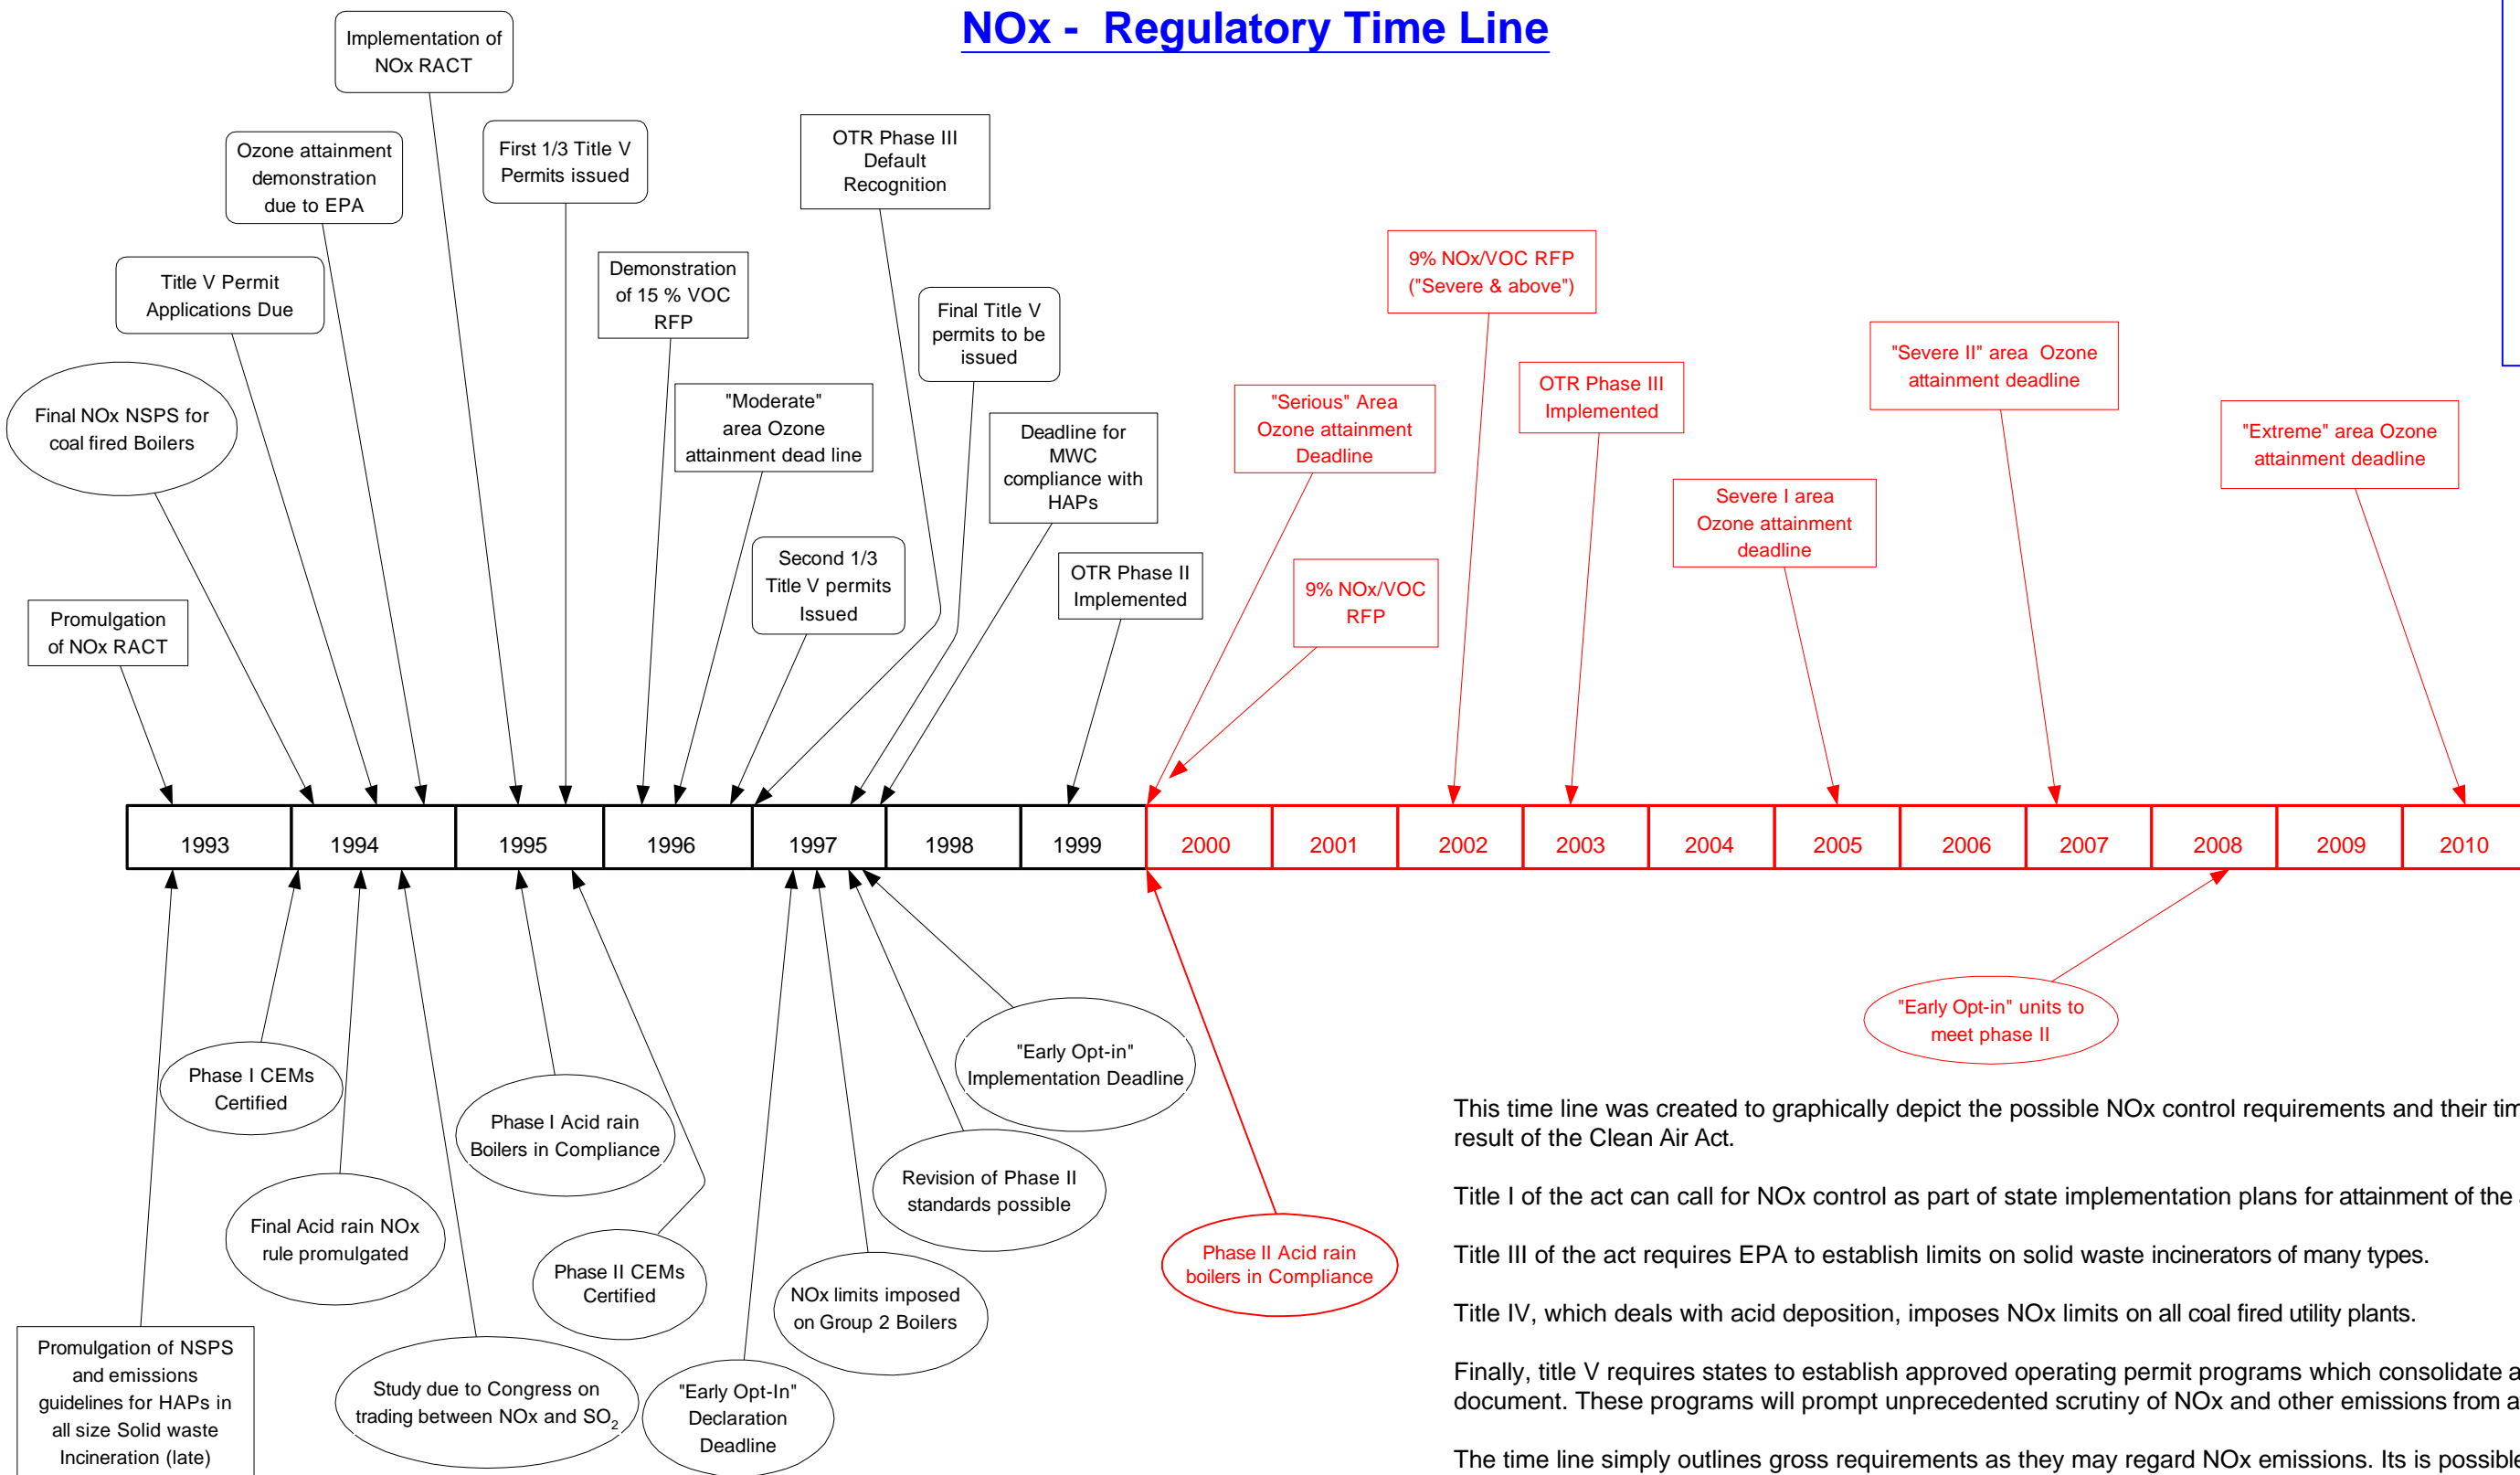 NOx -  Regulatory Time Line
Implementation of
NOx RACT
Ozone attainment
demonstration
due to EPA
First 1/3 Title V
Permits issued
OTR Phase III
Default
Recognition
Title V Permit
Applications Due
Demonstration
of 15 % VOC
RFP
Final Title V
permits to be
issued
9% NOx/VOC RFP
("Severe & above")
"Severe II" area  Ozone
attainment deadline
Final NOx NSPS for
coal fired Boilers
"Moderate"
area Ozone
attainment dead line
Deadline for
MWC
compliance with
HAPs
"Serious" Area
Ozone attainment
Deadline
OTR Phase III
Implemented
"Extreme" area Ozone
attainment deadline
Severe I area
Ozone attainment
deadline
Second 1/3
Title V permits
Issued
OTR Phase II
Implemented
9% NOx/VOC
RFP
Promulgation
of NOx RACT
1993 1994 1995 1996 1997 1998 1999 2000 2001 2002 2003 2004 2005 2006 2007 2008 2009 2010
Phase I CEMs
Certified
"Early Opt-in"
Implementation Deadline
"Early Opt-in" units to
meet phase II
Phase I Acid rain
Boilers in Compliance
Revision of Phase II
standards possible
Final Acid rain NOx
rule promulgated
Phase II CEMs
Certified
NOx limits imposed
on Group 2 Boilers
Phase II Acid rain
boilers in Compliance
Promulgation of NSPS
and emissions
guidelines for HAPs in
all size Solid waste
Incineration (late)
Study due to Congress on
trading between NOx and SO2
"Early Opt-In"
Declaration
Deadline
This time line was created to graphically depict the possible NOx control requirements and their
result of the Clean Air Act.
Title I of the act can call for NOx control as part of state implementation plans for attainment of the
Title III of the act requires EPA to establish limits on solid waste incinerators of many types.
Title IV, which deals with acid deposition, imposes NOx limits on all coal fired utility plants.
Finally, title V requires states to establish approved operating permit programs which consolidate
document. These programs will prompt unprecedented scrutiny of NOx and other emissions from
The time line simply outlines gross requirements as they may regard NOx emissions. Its is possible